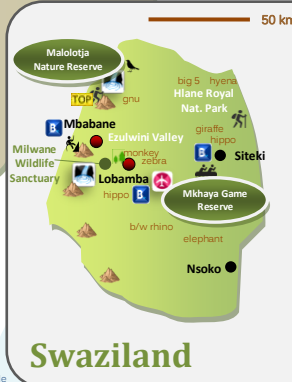 50 km
Malolotja
Nature Reserve
big 5 hyena
TOP
gnu
Hlane Royal
Nat. Park
Mbabane
giraffe
Ezulwini Valley
hippo
Milwane
Wildlife
Sanctuary
monkey
zebra
Siteki
Lobamba
hippo
Mkhaya Game
Reserve
b/w rhino
elephant
Nsoko
Swaziland